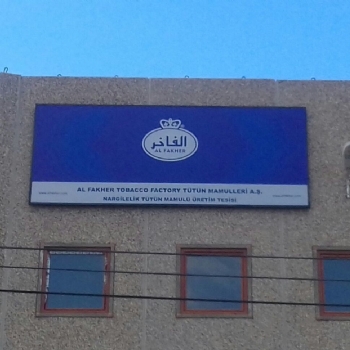 الفاخر
AL FAKHER
AL FAKHER TOBACCO FACTORY TÜTÜN MAMULLERİ A.Ş.
NARGİLELİK TÜTÜN MAMULÜ ÜRETİM TESİSİ